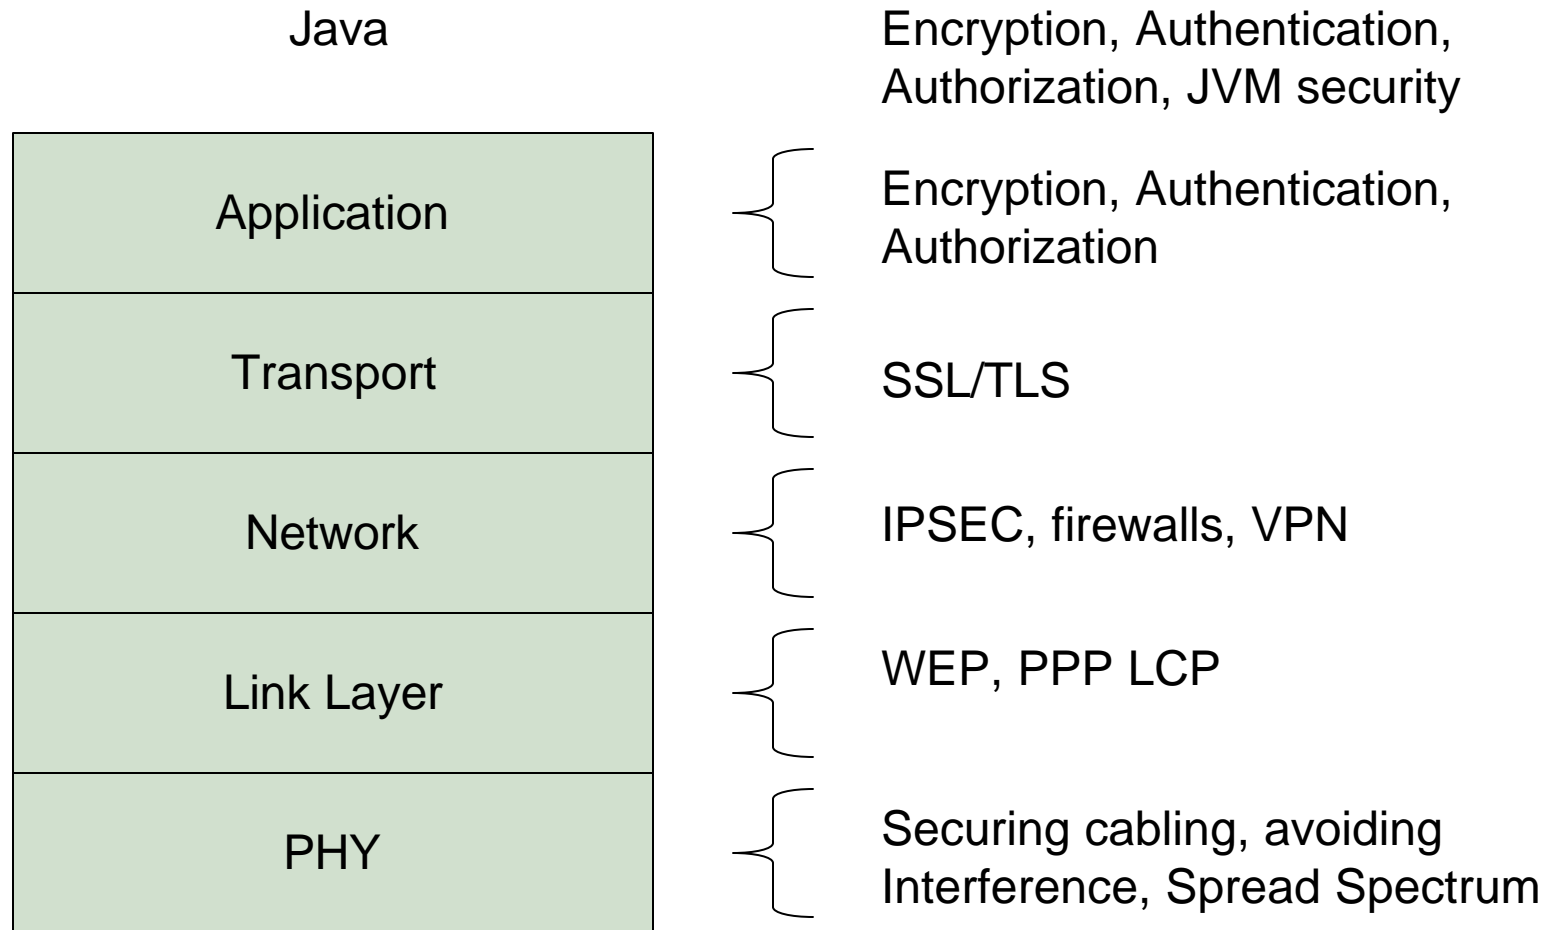 Java
Encryption, Authentication,
Authorization, JVM security
Application
Encryption, Authentication,
Authorization
Transport
SSL/TLS
Network
IPSEC, firewalls, VPN
Link Layer
WEP, PPP LCP
PHY
Securing cabling, avoiding
Interference, Spread Spectrum